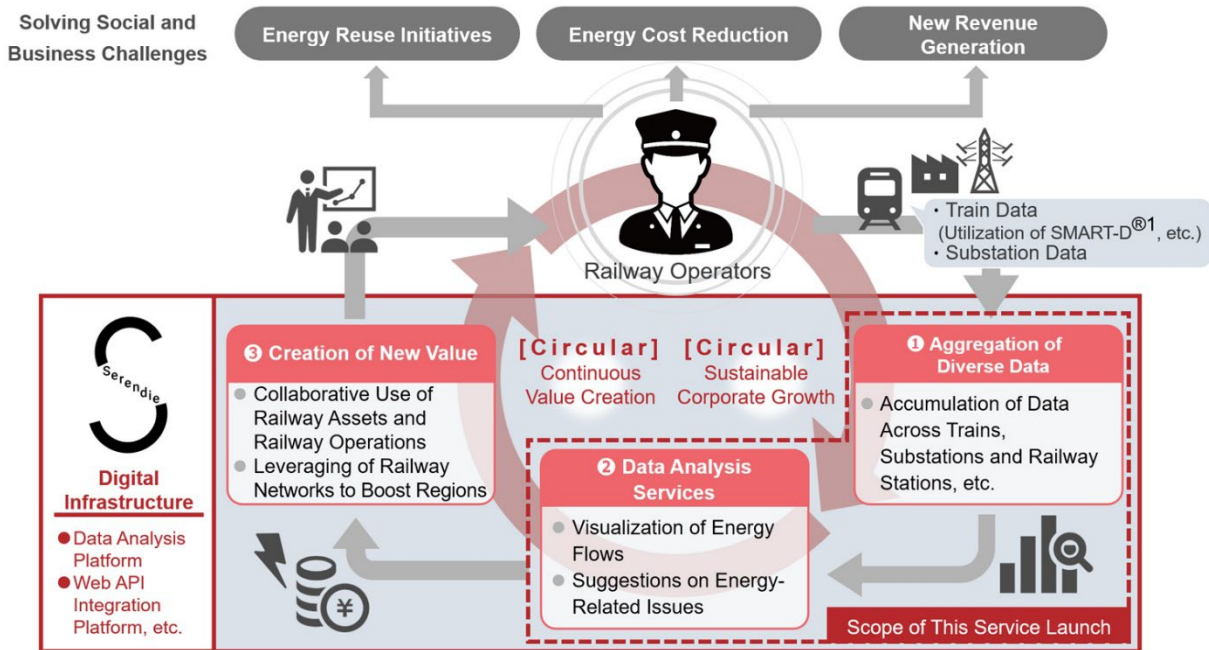 Solving Social and
Business Challenges
Energy Reuse Initiatives
Energy Cost Reduction
New Revenue
Generation
Railway Operators
・Train Data
(Utilization of SMART-D®1, etc.)
・Substation Data
Serendie
Digital
Infrastructure
●Data Analysis
Platform
●Web API
Integration
Platform, etc.
❸ Creation of New Value
● Collaborative Use of
Railway Assets and
Railway Operations
● Leveraging of Railway
Networks to Boost Regions
[Circular]
Continuous
Value Creation
[Circular]
Sustainable
Corporate Growth
❶ Aggregation of
Diverse Data
● Accumulation of Data
Across Trains,
Substations and Railway
Stations, etc.
❷ Data Analysis
Services
● Visualization of Energy
Flows
● Suggestions on Energy-
Related Issues
¥
Scope of This Service Launch